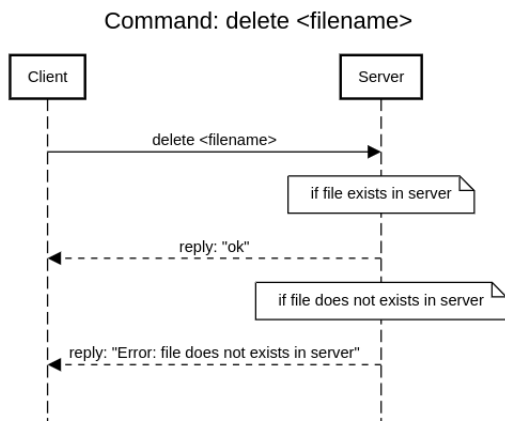 Command: delete <filename>
Client
Server
delete <filename>
if file exists in server
reply: "ok"
if file does not exists in server
reply: "Error: file does not exists in server"